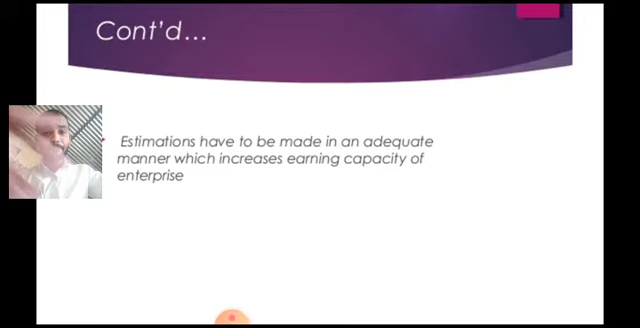 Cont'd...
Estimations have to be made in an adequate
manner which increases earning capacity of
enterprise